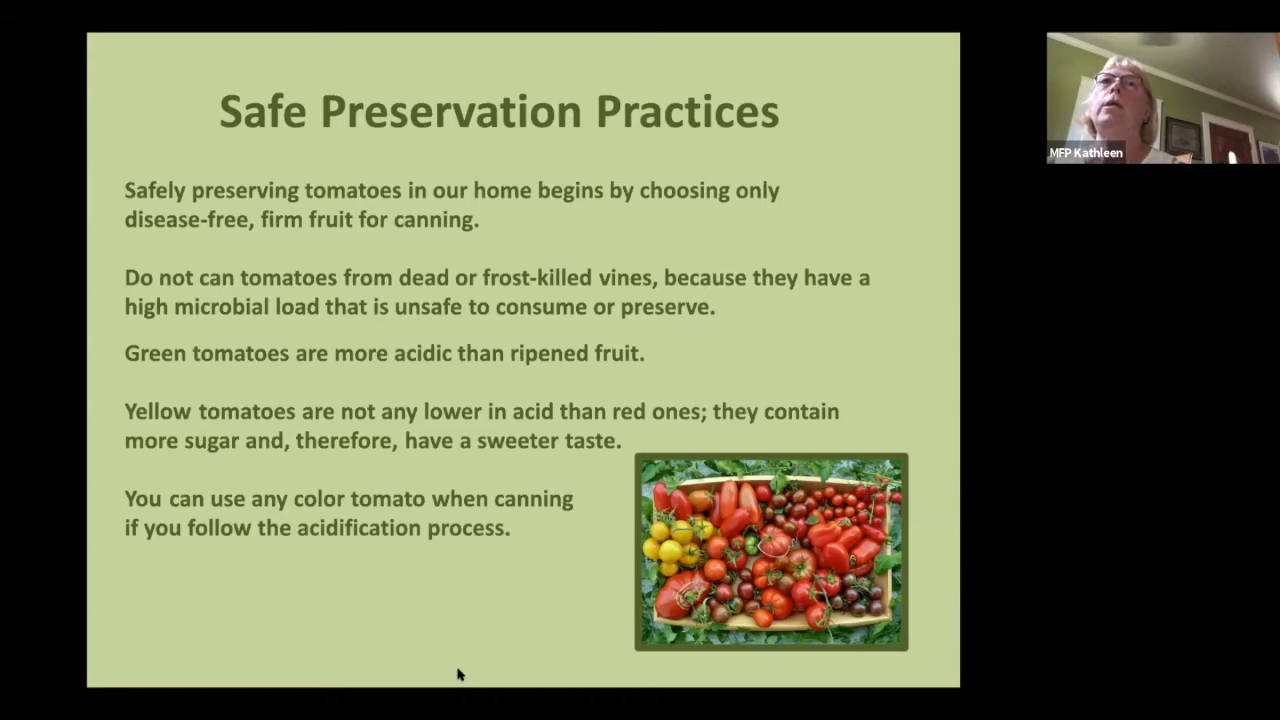 Safe Preservation Practices
Safely preserving tomatoes in our home begins by choosing only
disease-free, firm fruit for canning.
Do not can tomatoes from dead or frost-killed vines, because they have a
high microbial load that is unsafe to consume or preserve.
Green tomatoes are more acidic than ripened fruit.
Yellow tomatoes are not any lower in acid than red ones; they contain
more sugar and, therefore, have a sweeter taste.
You can use any color tomato when canning
if you follow the acidification process.
MFP Kathleen